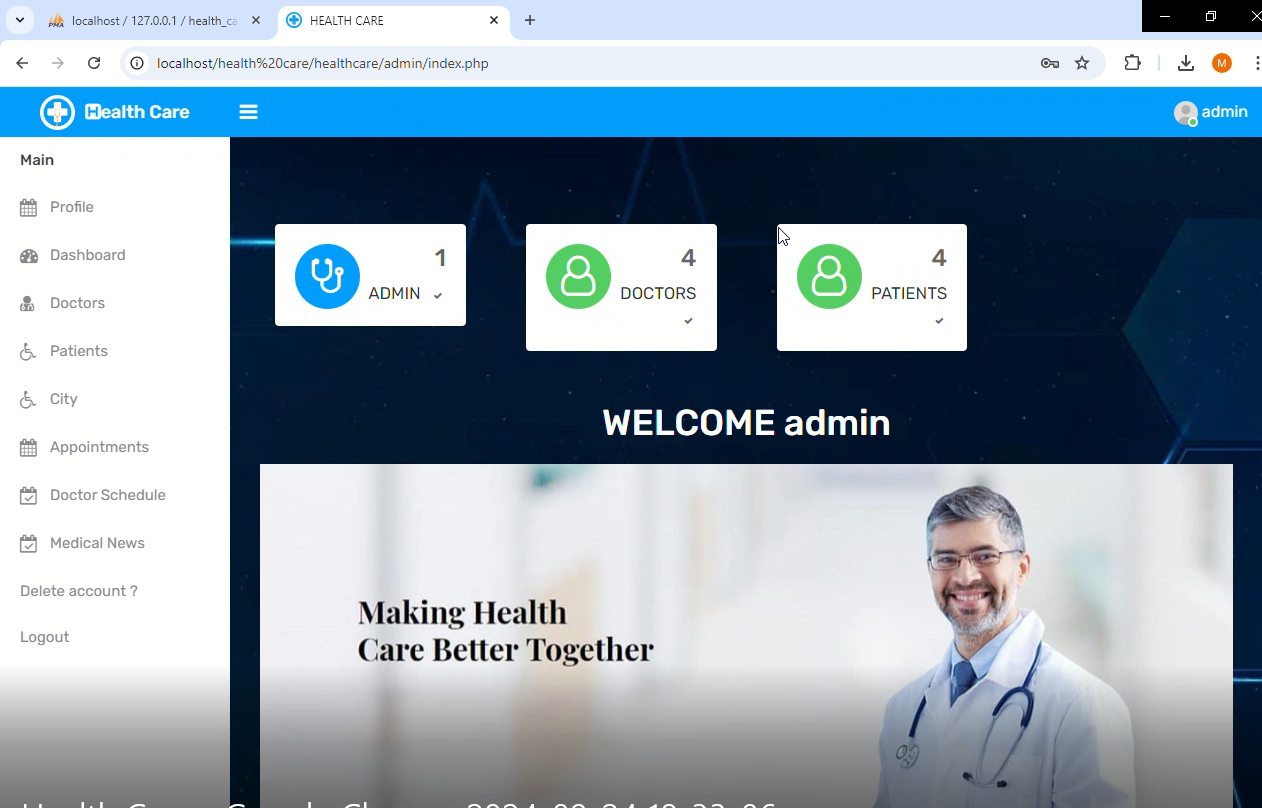 localhost / 127.0.0.1 / health_ca
HEALTH CARE
localhost/health%20care/healthcare/admin/index.php
M
Health Care
admin
Main
Profile
Dashboard
Doctors
Patients
City
Appointments
Doctor Schedule
Medical News
Delete account ?
Logout
1
ADMIN
4
DOCTORS
4
PATIENTS
WELCOME admin
Making Health
Care Better Together